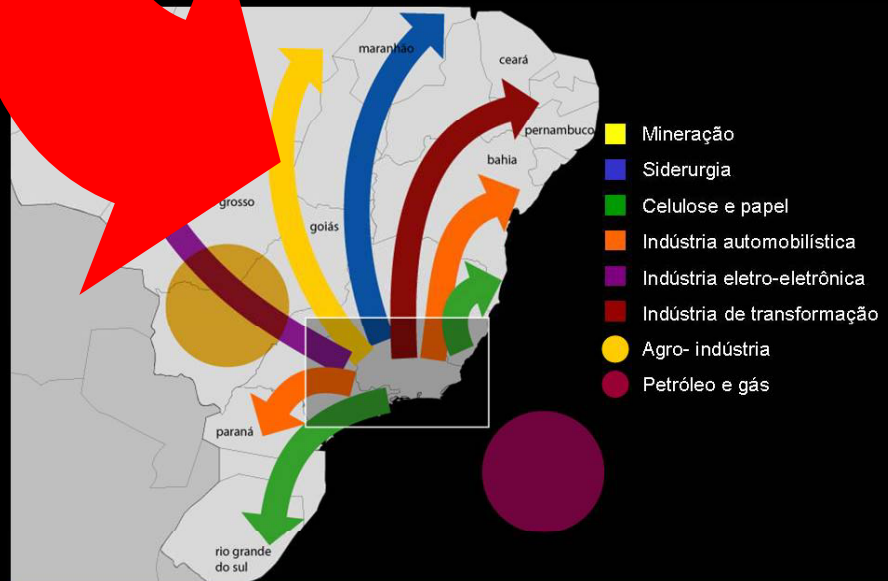 maranhão
ceará
pernambuco
bahia
grosso
goiás
paraná
rio grande
do sul
Mineração
Siderurgia
Celulose e papel
Indústria automobilística
Indústria eletro-eletrônica
Indústria de transformação
Agro- indústria
Petróleo e gás